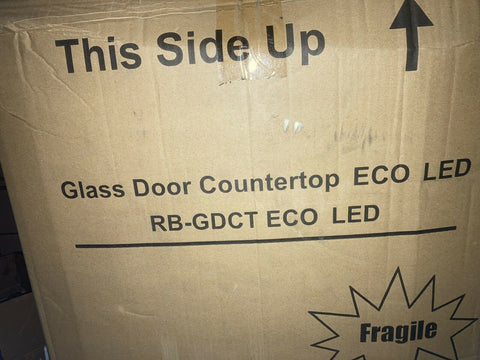 This Side Up
Glass Door Countertop ECO LED
RB-GDCT ECO LED
Fragile